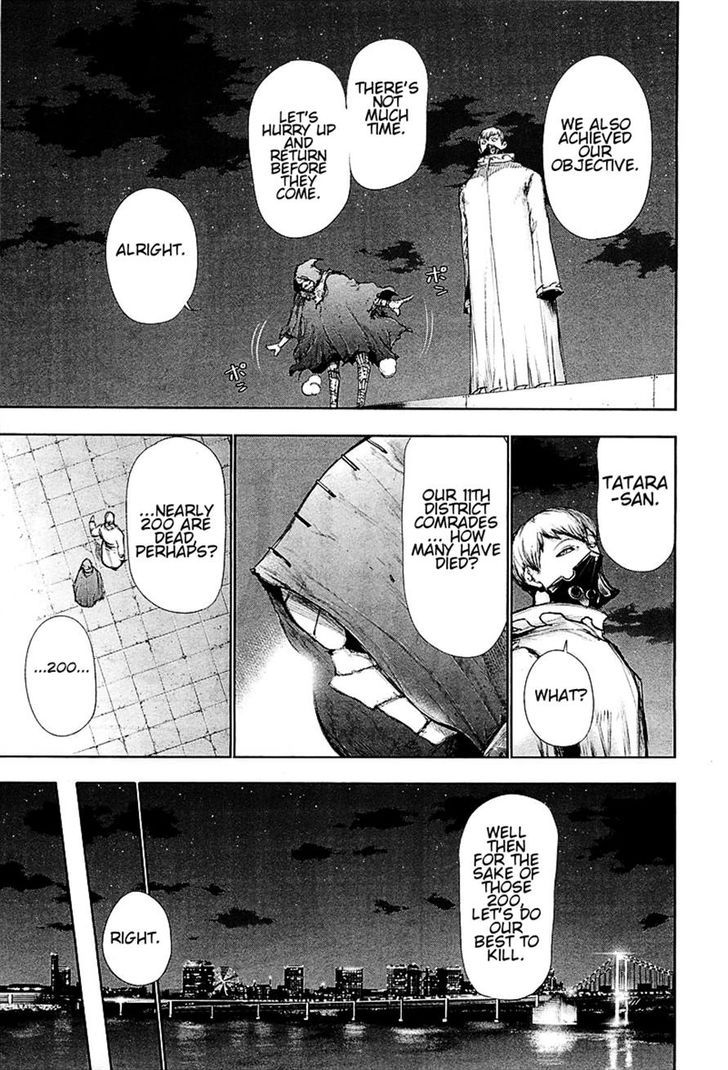 WE ALSO
ACHIEVED
OUR
OBJECTIVE.
THERE'S
NOT
MUCH
TIME.
LET'S
HURRY UP
AND
RETURN
BEFORE
THEY
COME.
ポシ
ポシ
ALRIGHT.
TATARA
-SAN.
WHAT?
OUR 11TH
DISTRICT
COMRADES
... HOW
MANY HAVE
DIED?
...NEARLY
200 ARE
DEAD,
PERHAPS?
...200...
WELL
THEN
FOR THE
SAKE OF
THOSE
200,
LET'S DO
OUR
BEST TO
KILL.
RIGHT.